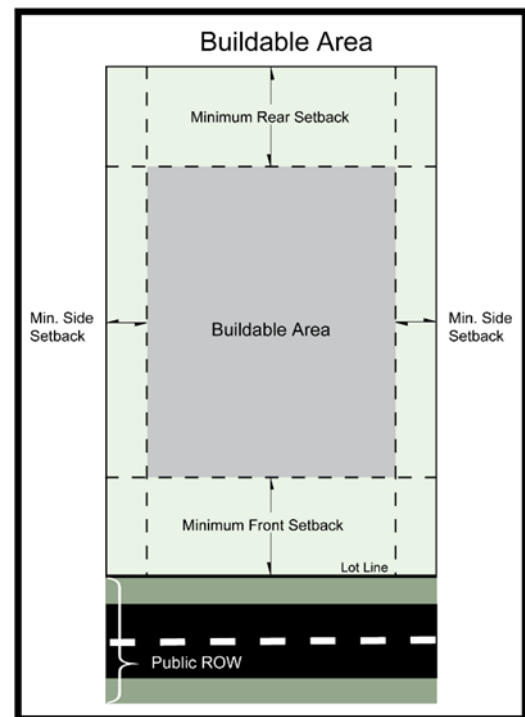 Buildable Area
Minimum Rear Setback
Min. Side
Setback
Buildable Area
Min. Side
Setback
Minimum Front Setback
Lot Line
Public ROW